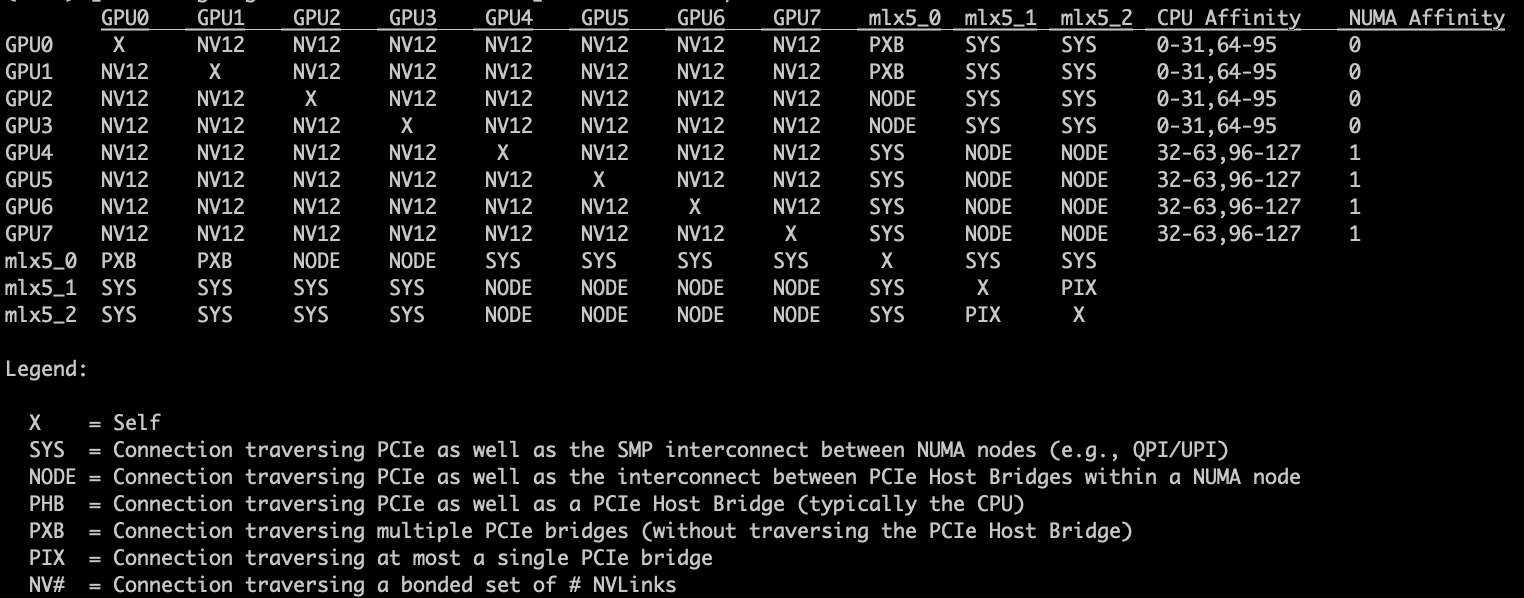 GPU0 GPU1 GPU2 GPU3 GPU4 GPU5 GPU6 GPU7 mlx5_0 mlx5_1 mlx5_2 CPU Affinity NUMA Affinity
GPU0 X NV12 NV12 NV12 NV12 NV12 NV12 NV12 PXB SYS SYS 0-31,64-95 0
GPU1 NV12 X NV12 NV12 NV12 NV12 NV12 NV12 PXB SYS SYS 0-31,64-95 0
GPU2 NV12 NV12 X NV12 NV12 NV12 NV12 NV12 NODE SYS SYS 0-31,64-95 0
GPU3 NV12 NV12 NV12 X NV12 NV12 NV12 NV12 NODE SYS SYS 0-31,64-95 0
GPU4 NV12 NV12 NV12 NV12 X NV12 NV12 NV12 SYS NODE NODE 32-63,96-127 1
GPU5 NV12 NV12 NV12 NV12 NV12 X NV12 NV12 SYS NODE NODE 32-63,96-127 1
GPU6 NV12 NV12 NV12 NV12 NV12 NV12 X NV12 SYS NODE NODE 32-63,96-127 1
GPU7 NV12 NV12 NV12 NV12 NV12 NV12 NV12 X SYS NODE NODE 32-63,96-127 1
mlx5_0 PXB PXB NODE NODE SYS SYS SYS SYS X SYS SYS
mlx5_1 SYS SYS SYS SYS NODE NODE NODE NODE SYS X PIX
mlx5_2 SYS SYS SYS SYS NODE NODE NODE NODE SYS PIX X
Legend:
X = Self
SYS = Connection traversing PCIe as well as the SMP interconnect between NUMA nodes (e.g., QPI/UPI)
NODE = Connection traversing PCIe as well as the interconnect between PCIe Host Bridges within a NUMA node
PHB = Connection traversing PCIe as well as a PCIe Host Bridge (typically the CPU)
PXB = Connection traversing multiple PCIe bridges (without traversing the PCIe Host Bridge)
PIX = Connection traversing at most a single PCIe bridge
NV# = Connection traversing a bonded set of # NVLinks